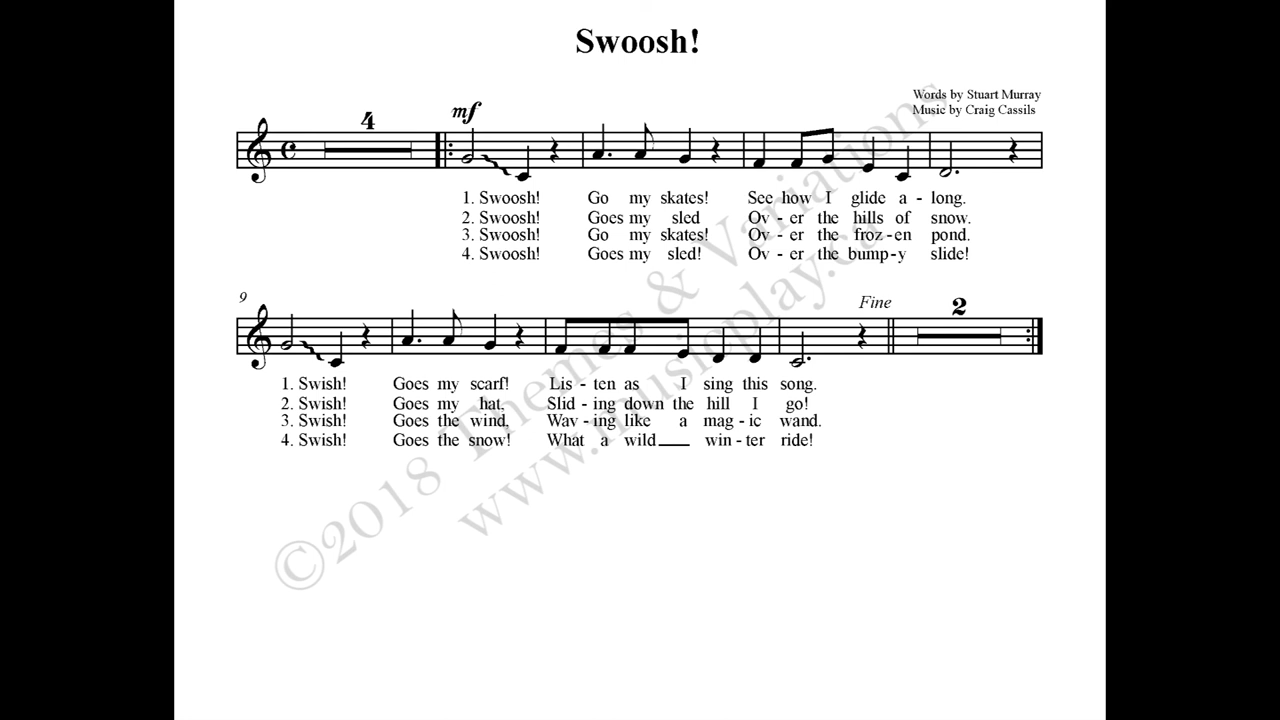 Swoosh!
Words by Stuart Murray
Music by Craig Cassils
4
mf
1. Swoosh! Go my skates! See how I glide a - long.
2. Swoosh! Goes my sled Ov - er the hills of snow.
3. Swoosh! Go my skates! Ov - er the froz - en pond.
4. Swoosh! Goes my sled! Ov - er the bump - y slide!
9
Fine
2
1. Swish! Goes my scarf! Lis - ten as I sing this song.
2. Swish! Goes my hat, Slid - ing down the hill I go!
3. Swish! Goes the wind, Wav - ing like a mag - ic wand.
4. Swish! Goes the snow! What a wild___ win - ter ride!
©2018 Themes & Variations
www.musicplay.ca